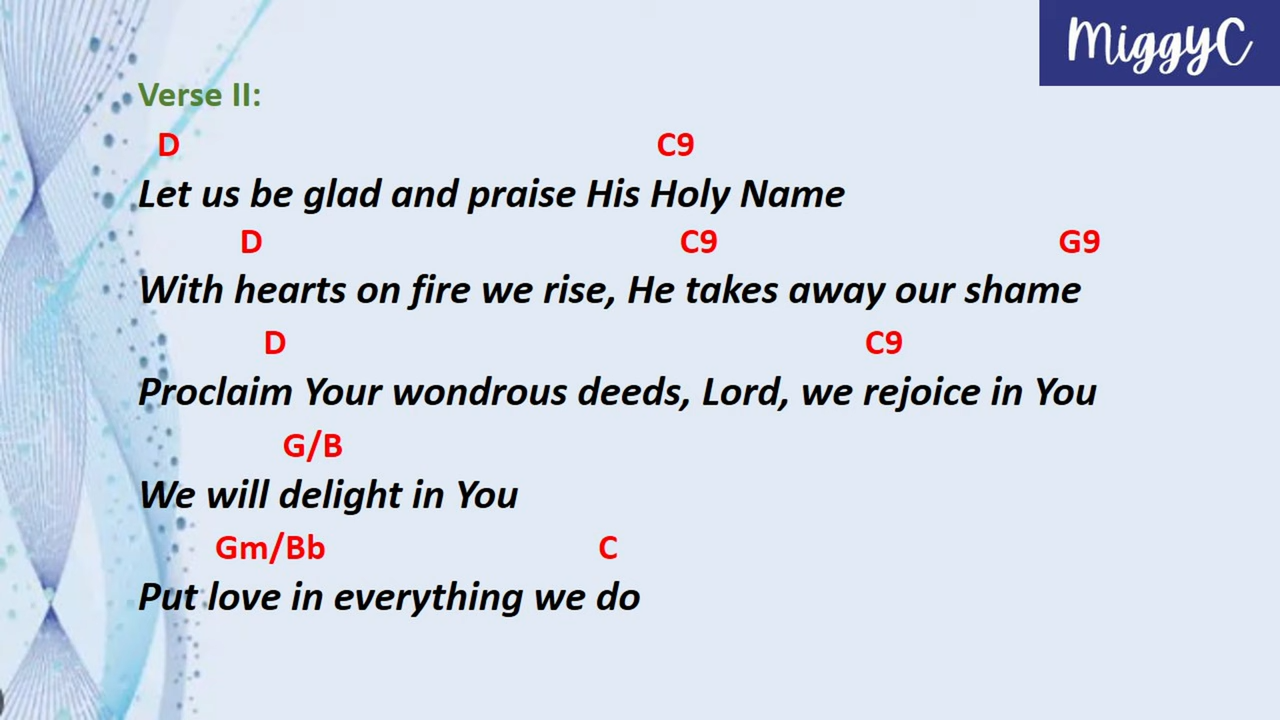 MiggyC
Verse II:
D C9
Let us be glad and praise His Holy Name
D C9 G9
With hearts on fire we rise, He takes away our shame
D C9
Proclaim Your wondrous deeds, Lord, we rejoice in You
G/B
We will delight in You
Gm/Bb C
Put love in everything we do